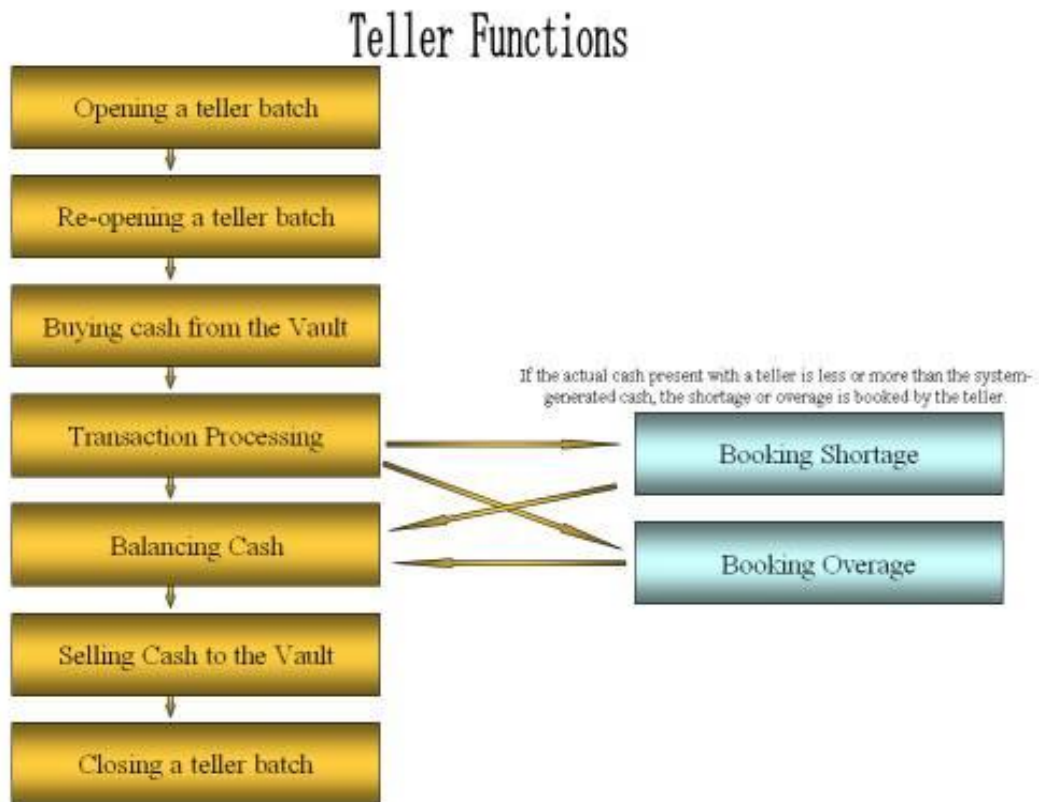 Teller Functions
Opening a teller batch
Re-opening a teller batch
Buying cash from the Vault
If the actual cash present with a teller is less or more than the system-
generated cash, the shortage or overage is booked by the teller.
Transaction Processing
Booking Shortage
Balancing Cash
Booking Overage
Selling Cash to the Vault
Closing a teller batch